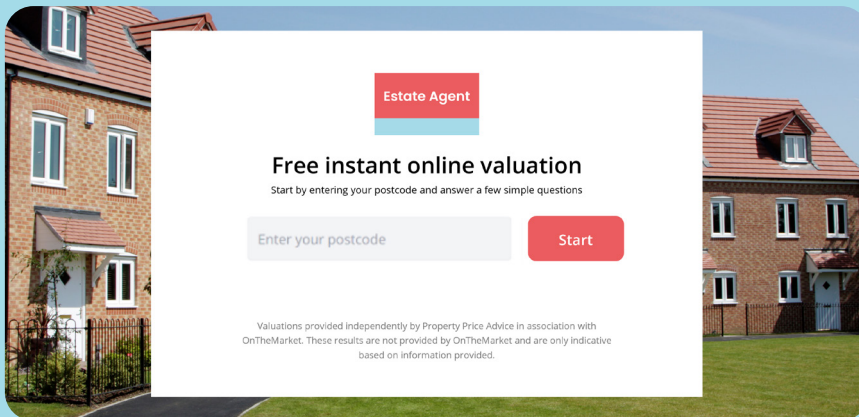 Estate Agent
Free instant online valuation
Start by entering your postcode and answer a few simple questions
Enter your postcode
Start
Valuations provided independently by Property Price Advice in association with
OnTheMarket. These results are not provided by OnTheMarket and are only indicative
based on information provided.